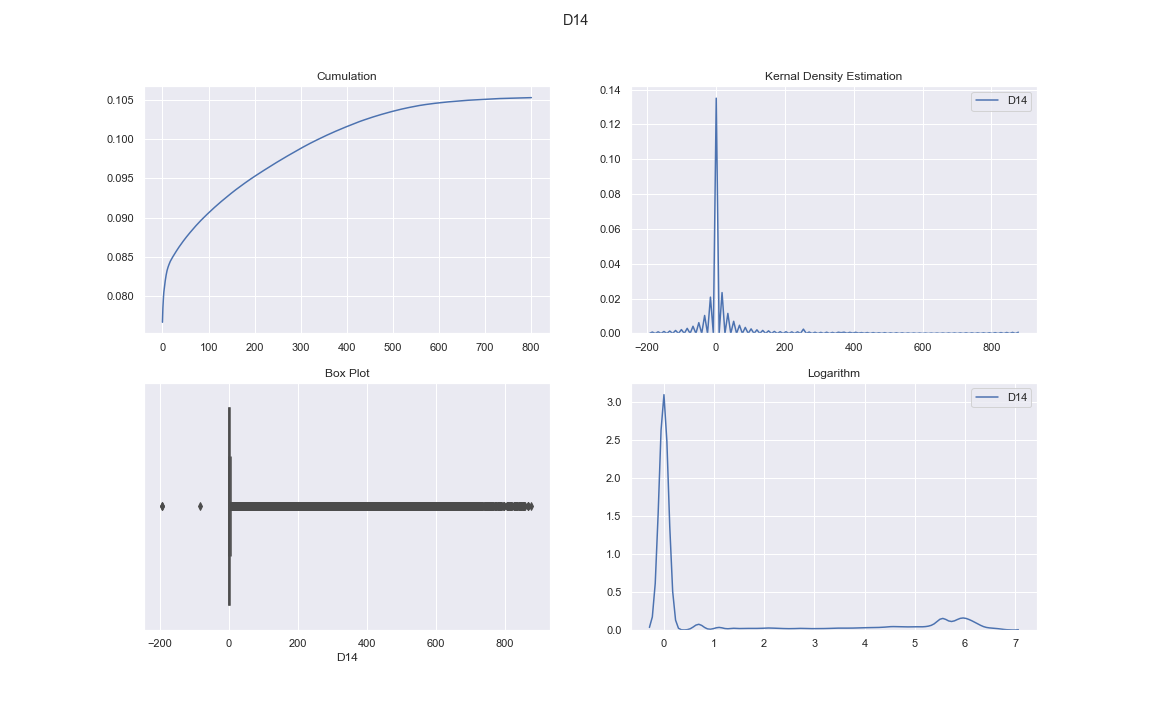 D14
Cumulation
0.105
0.100
0.095
0.090
0.085
0.080
0 100 200 300 400 500 600 700 800
Kernal Density Estimation
D14
0.14
0.12
0.10
0.08
0.06
0.04
0.02
0.00
−200 0 200 400 600 800
Box Plot
−200 0 200 400 600 800
D14
Logarithm
D14
3.0
2.5
2.0
1.5
1.0
0.5
0.0
0 1 2 3 4 5 6 7